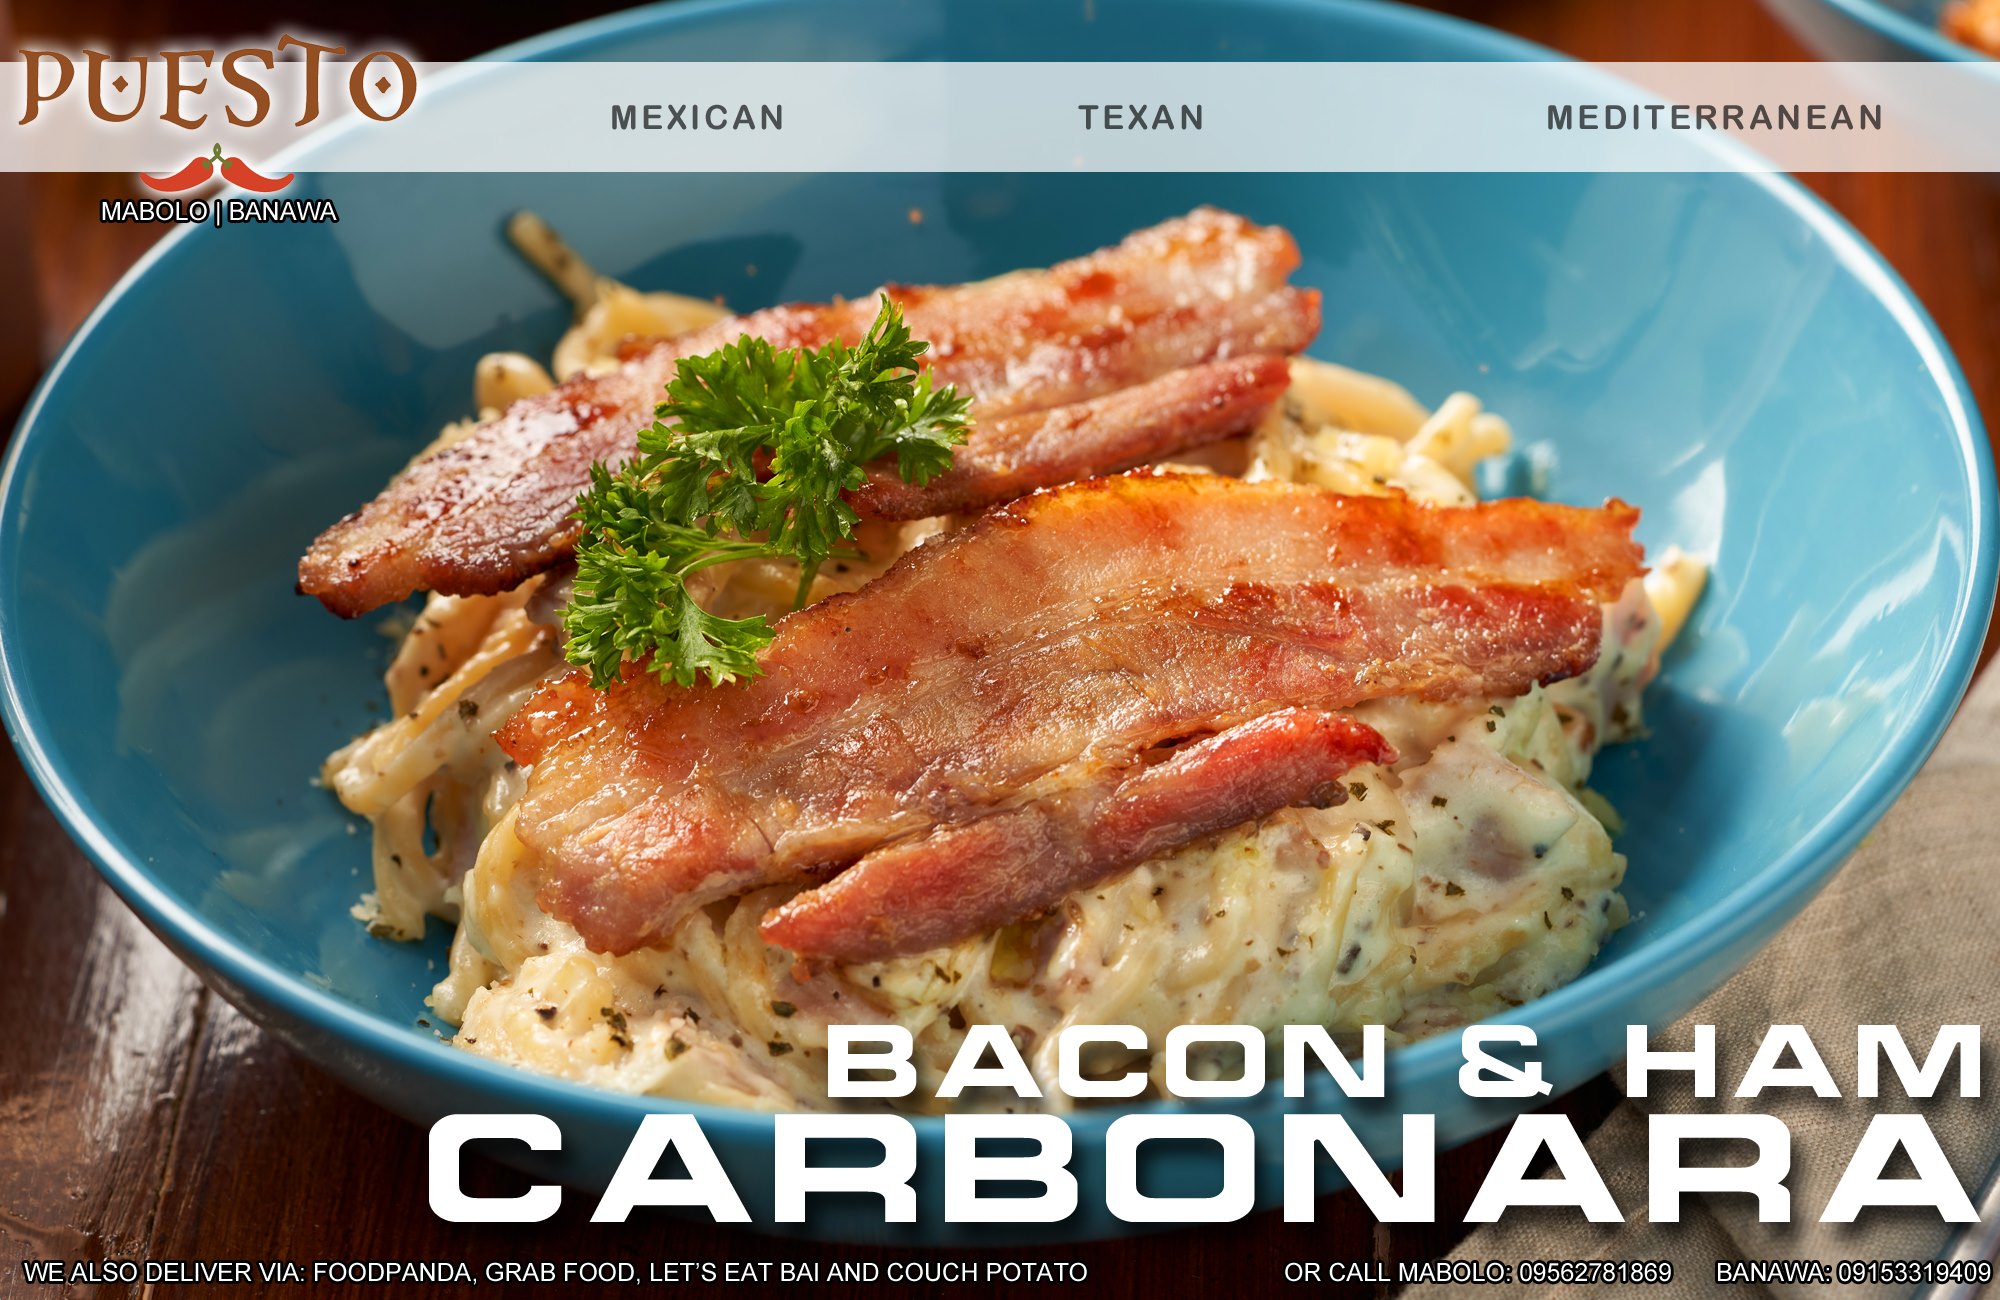 PUESTO
MEXICAN TEXAN MEDITERRANEAN
MABOLO | BANAWA
BACON & HAM
CARBONARA
WE ALSO DELIVER VIA: FOODPANDA, GRAB FOOD, LET'S EAT BAI AND COUCH POTATO OR CALL MABOLO: 09562781869 BANAWA: 09153319409